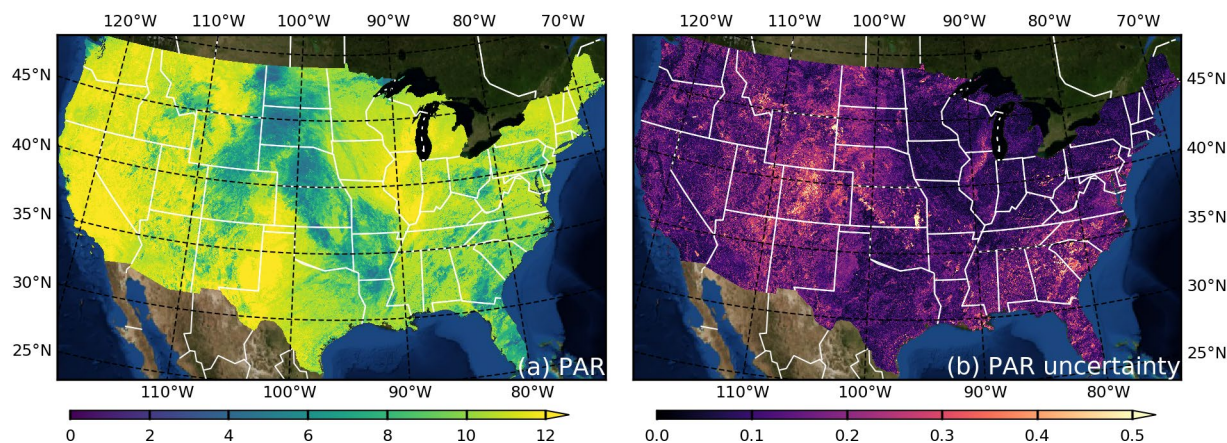 120°W 110°W 100°W 90°W 80°W 70°W
120°W 110°W 100°W 90°W 80°W 70°W
45°N
40°N
35°N
30°N
25°N
45°N
40°N
35°N
30°N
25°N
(a) PAR
(b) PAR uncertainty
110°W 100°W 90°W 80°W
110°W 100°W 90°W 80°W
0 2 4 6 8 10 12
0.0 0.1 0.2 0.3 0.4 0.5